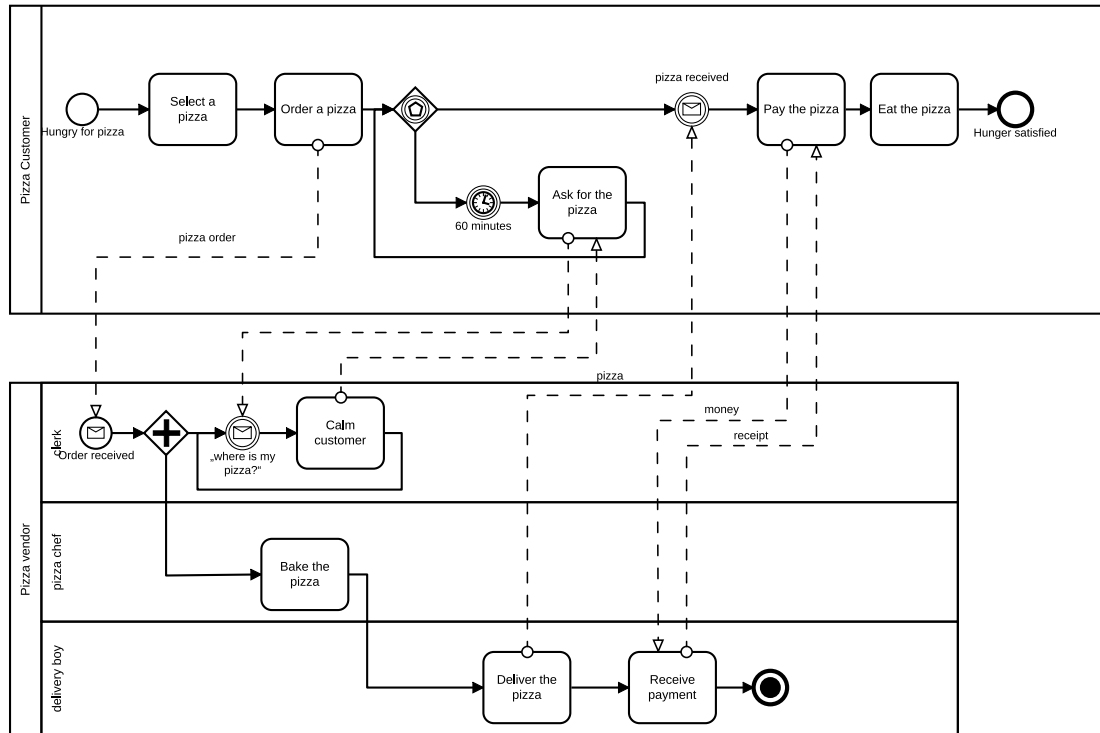 Pizza Customer
Hungry for pizza
Select a
pizza
Order a pizza
pizza received
Pay the pizza
Eat the pizza
Hunger satisfied
60 minutes
Ask for the
pizza
pizza order
pizza
money
receipt
Pizza vendor
clerk
Order received
„where is my
pizza?“
Calm
customer
pizza chef
Bake the
pizza
delivery boy
Deliver the
pizza
Receive
payment